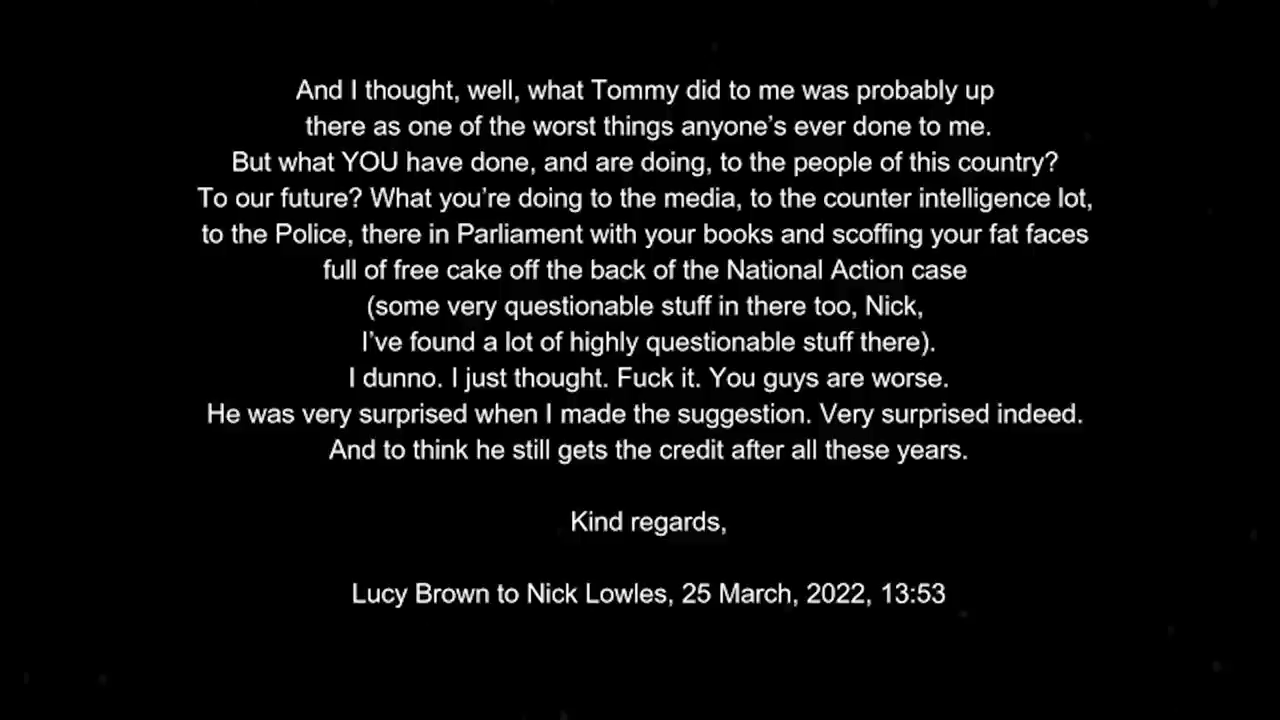 And I thought, well, what Tommy did to me was probably up
there as one of the worst things anyone's ever done to me.
But what YOU have done, and are doing, to the people of this country?
To our future? What you're doing to the media, to the counter intelligence lot,
to the Police, there in Parliament with your books and scoffing your fat faces
full of free cake off the back of the National Action case
(some very questionable stuff in there too, Nick,
I've found a lot of highly questionable stuff there).
I dunno. I just thought. Fuck it. You guys are worse.
He was very surprised when I made the suggestion. Very surprised indeed.
And to think he still gets the credit after all these years.
Kind regards,
Lucy Brown to Nick Lowles, 25 March, 2022, 13:53